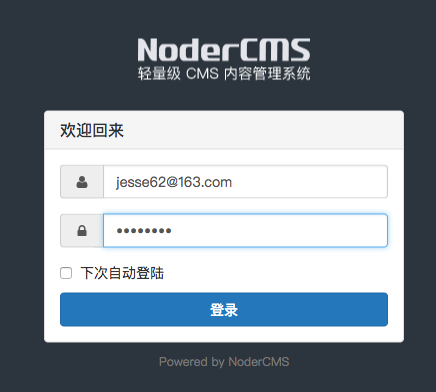 NoderCMS
轻量级 CMS 内容管理系统
欢迎回来
jesse62@163.com
••••••••
下次自动登陆
登录
Powered by NoderCMS